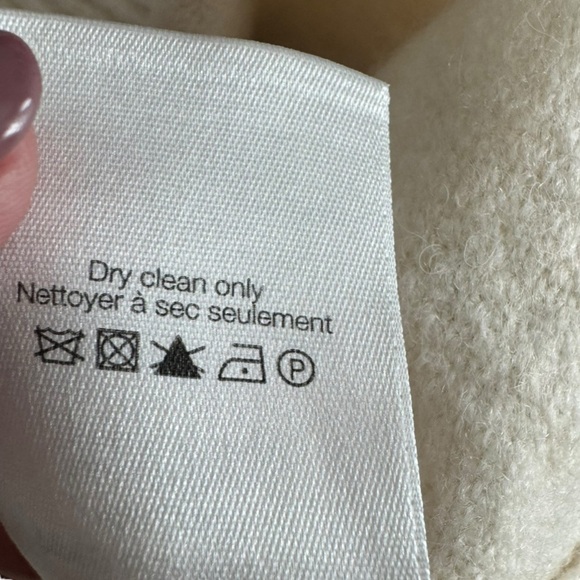 Dry clean only
Nettoyer à sec seulement
P